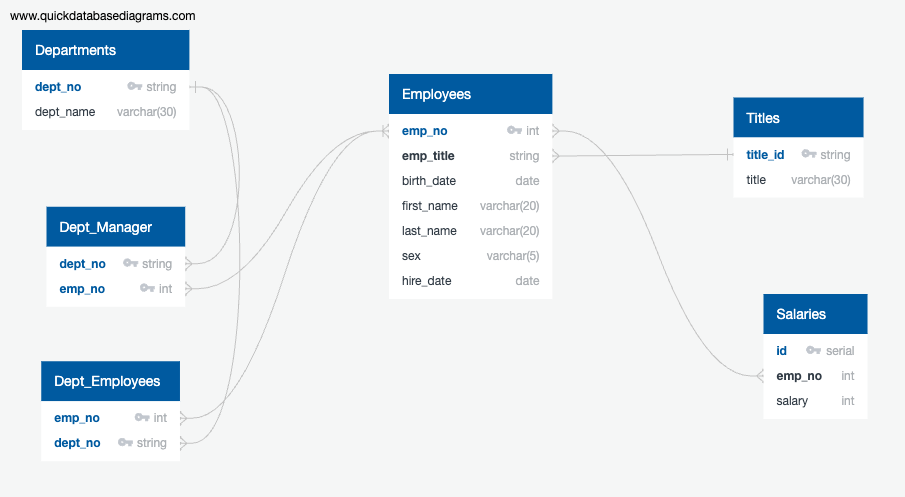 www.quickdatabasediagrams.com
Departments
dept_no string
dept_name varchar(30)
Dept_Manager
dept_no string
emp_no int
Dept_Employees
emp_no int
dept_no string
Employees
emp_no int
emp_title string
birth_date date
first_name varchar(20)
last_name varchar(20)
sex varchar(5)
hire_date date
Titles
title_id string
title varchar(30)
Salaries
id serial
emp_no int
salary int